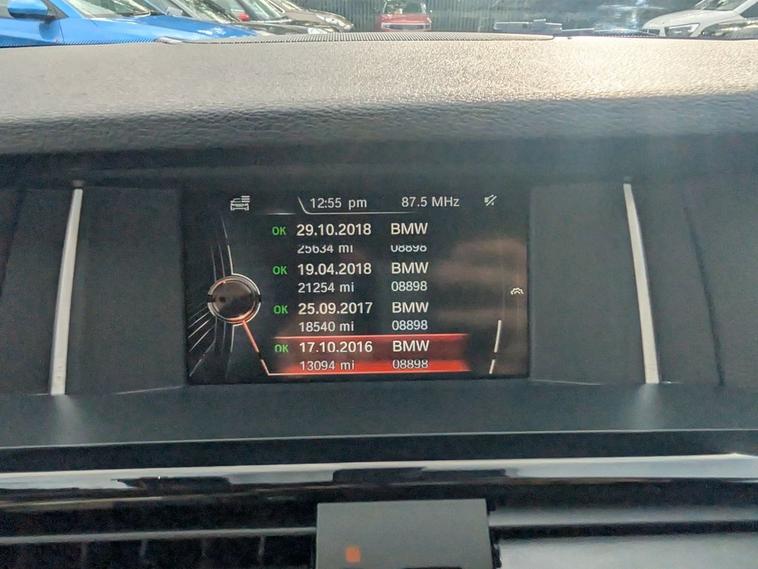 12:55 pm 87.5 MHz
OK 29.10.2018 BMW
25634 mi 08898
OK 19.04.2018 BMW
21254 mi 08898
OK 25.09.2017 BMW
18540 mi 08898
OK 17.10.2016 BMW
13094 mi 08898